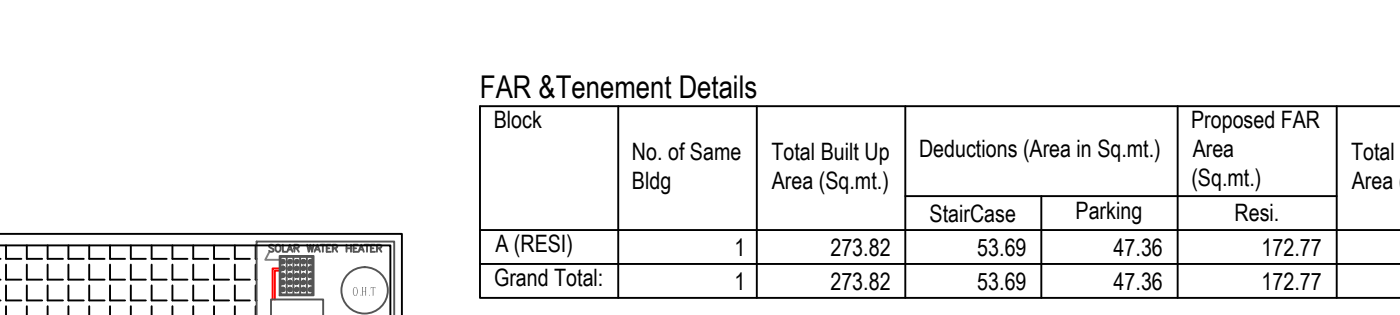 FAR &Tenement Details
Block
No. of Same
Bldg
Total Built Up
Area (Sq.mt.)
Deductions (Area in Sq.mt.)
Proposed FAR
Area
(Sq.mt.)
Total
Area
StairCase
Parking
Resi.
A (RESI)
1
273.82
53.69
47.36
172.77
Grand Total:
1
273.82
53.69
47.36
172.77
SOLAR WATER HEATER
O.H.T